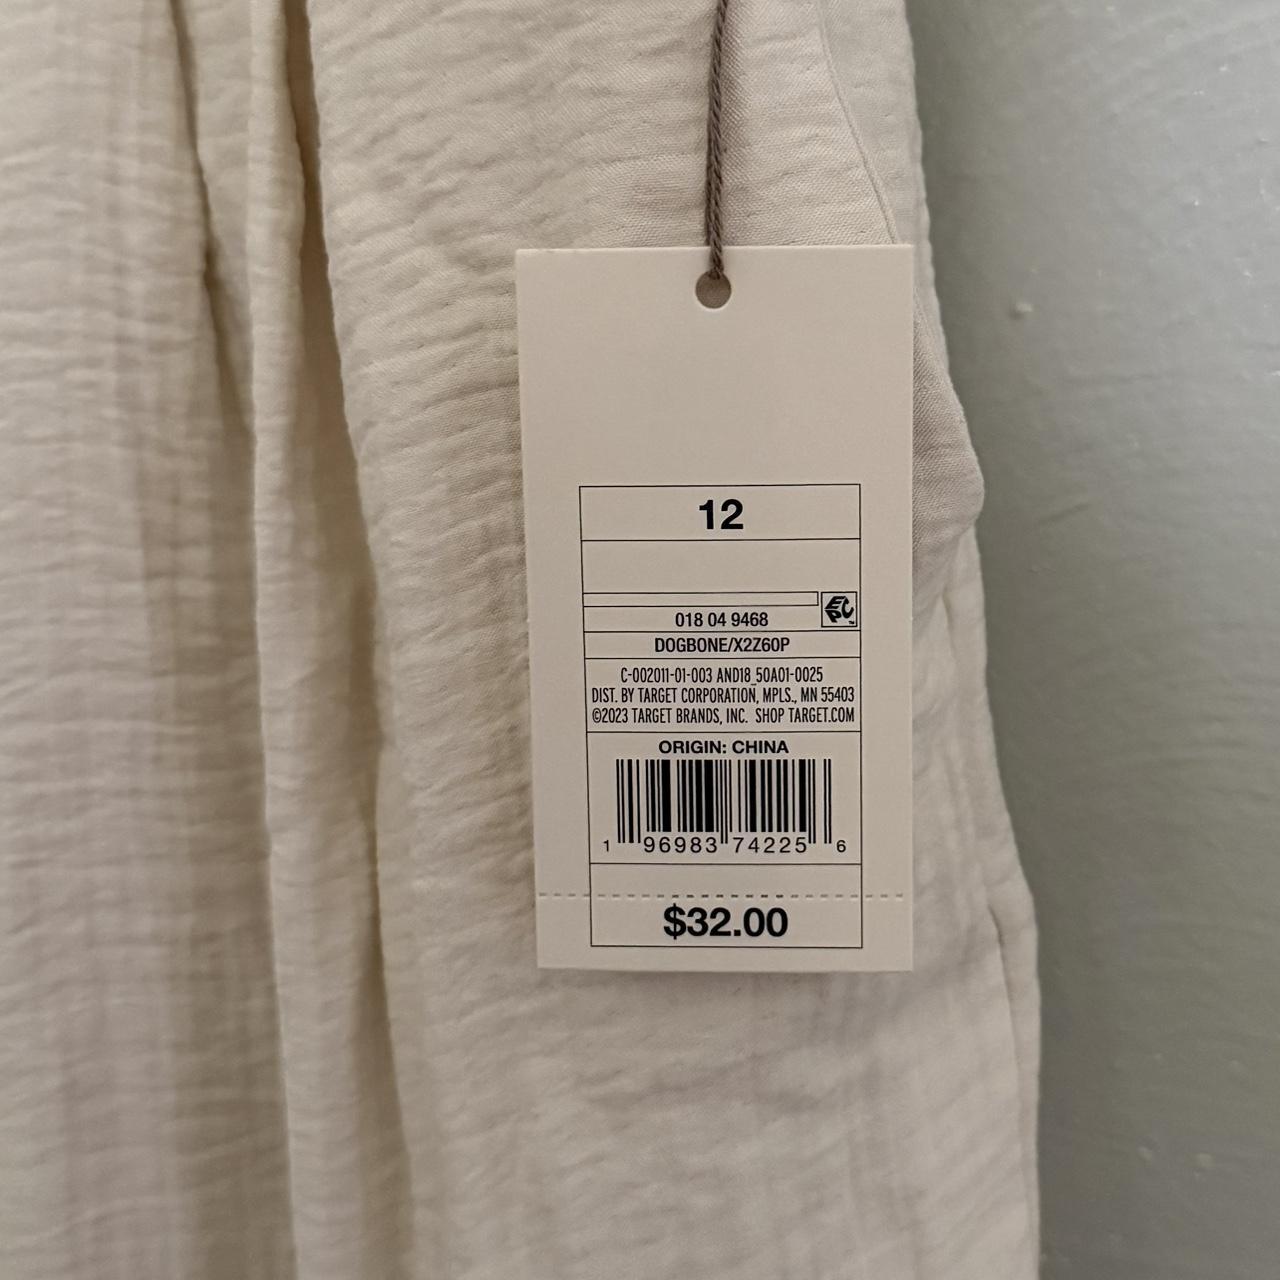 12
018 04 9468
EPC™
DOGBONE/X2Z60P
C-002011-01-003 AND18_50A01-0025
DIST. BY TARGET CORPORATION, MPLS., MN 55403
©2023 TARGET BRANDS, INC. SHOP TARGET.COM
ORIGIN: CHINA
1 96983 74225 6
$32.00